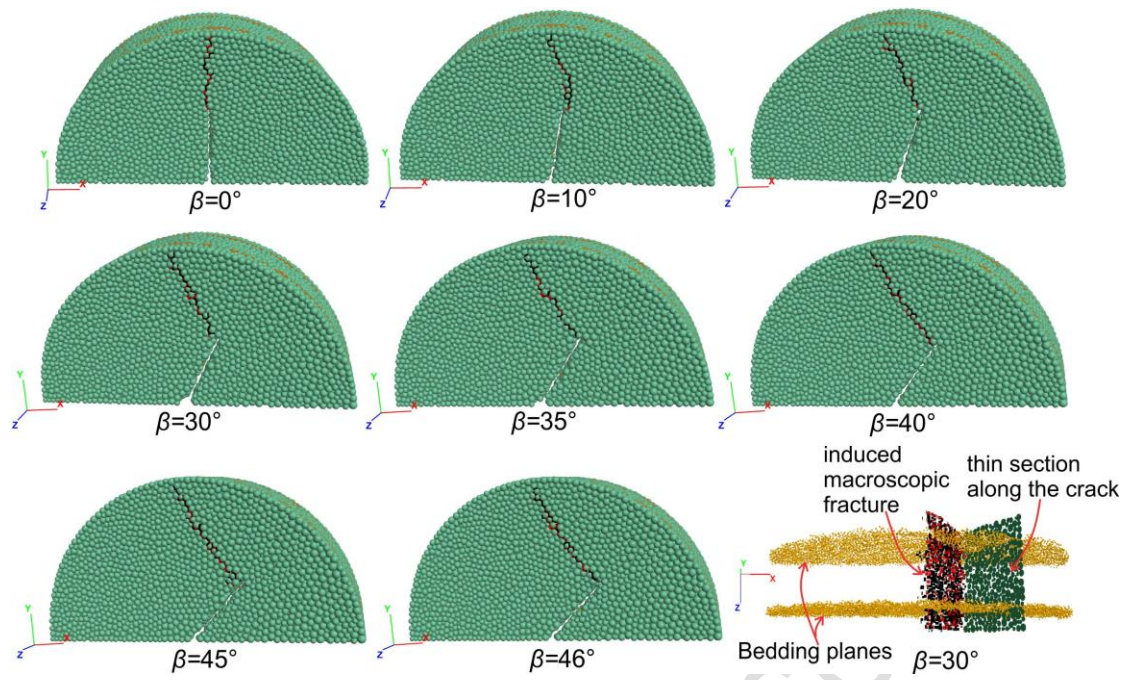 Y
X
Z
β=0°
Y
X
Z
β=10°
Y
X
Z
β=20°
Y
X
Z
β=30°
Y
X
Z
β=35°
Y
X
Z
β=40°
induced
macroscopic
fracture
thin section
along the crack
Y
X
Z
β=45°
Y
X
Z
β=46°
Y
X
Z
Bedding planes
β=30°